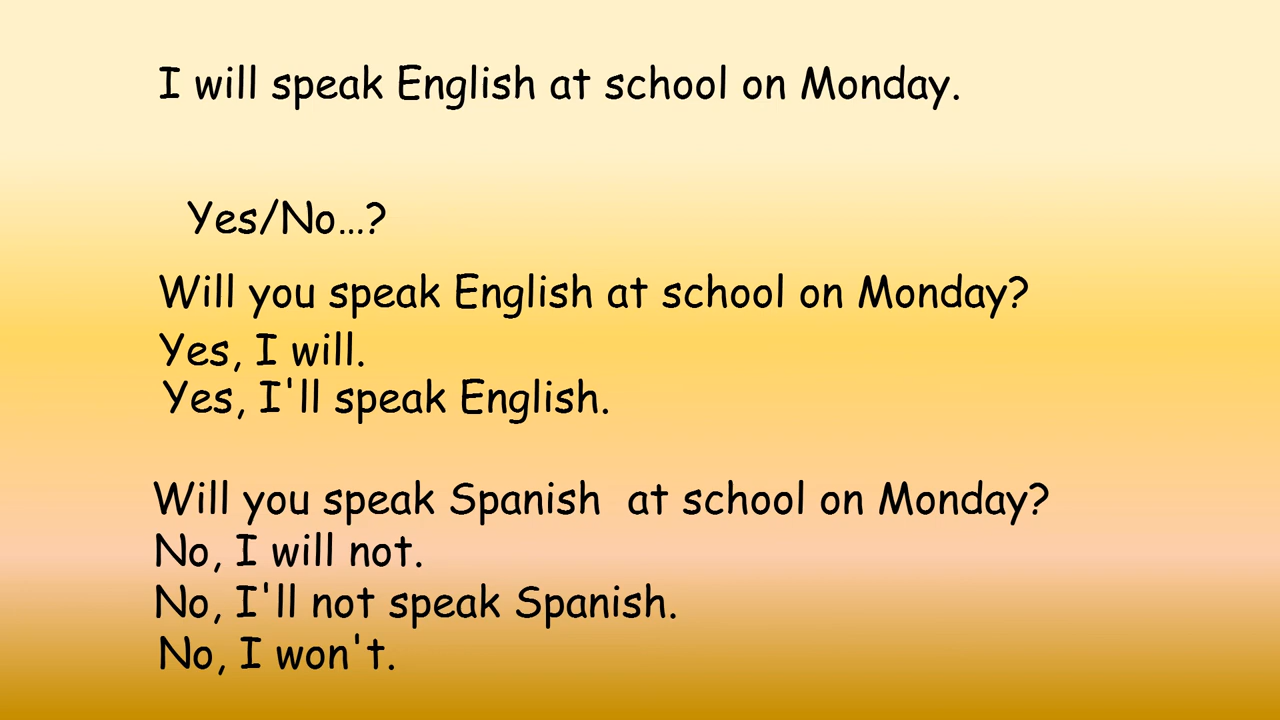 I will speak English at school on Monday.
Yes/No...?
Will you speak English at school on Monday?
Yes, I will.
Yes, I'll speak English.
Will you speak Spanish  at school on Monday?
No, I will not.
No, I'll not speak Spanish.
No, I won't.